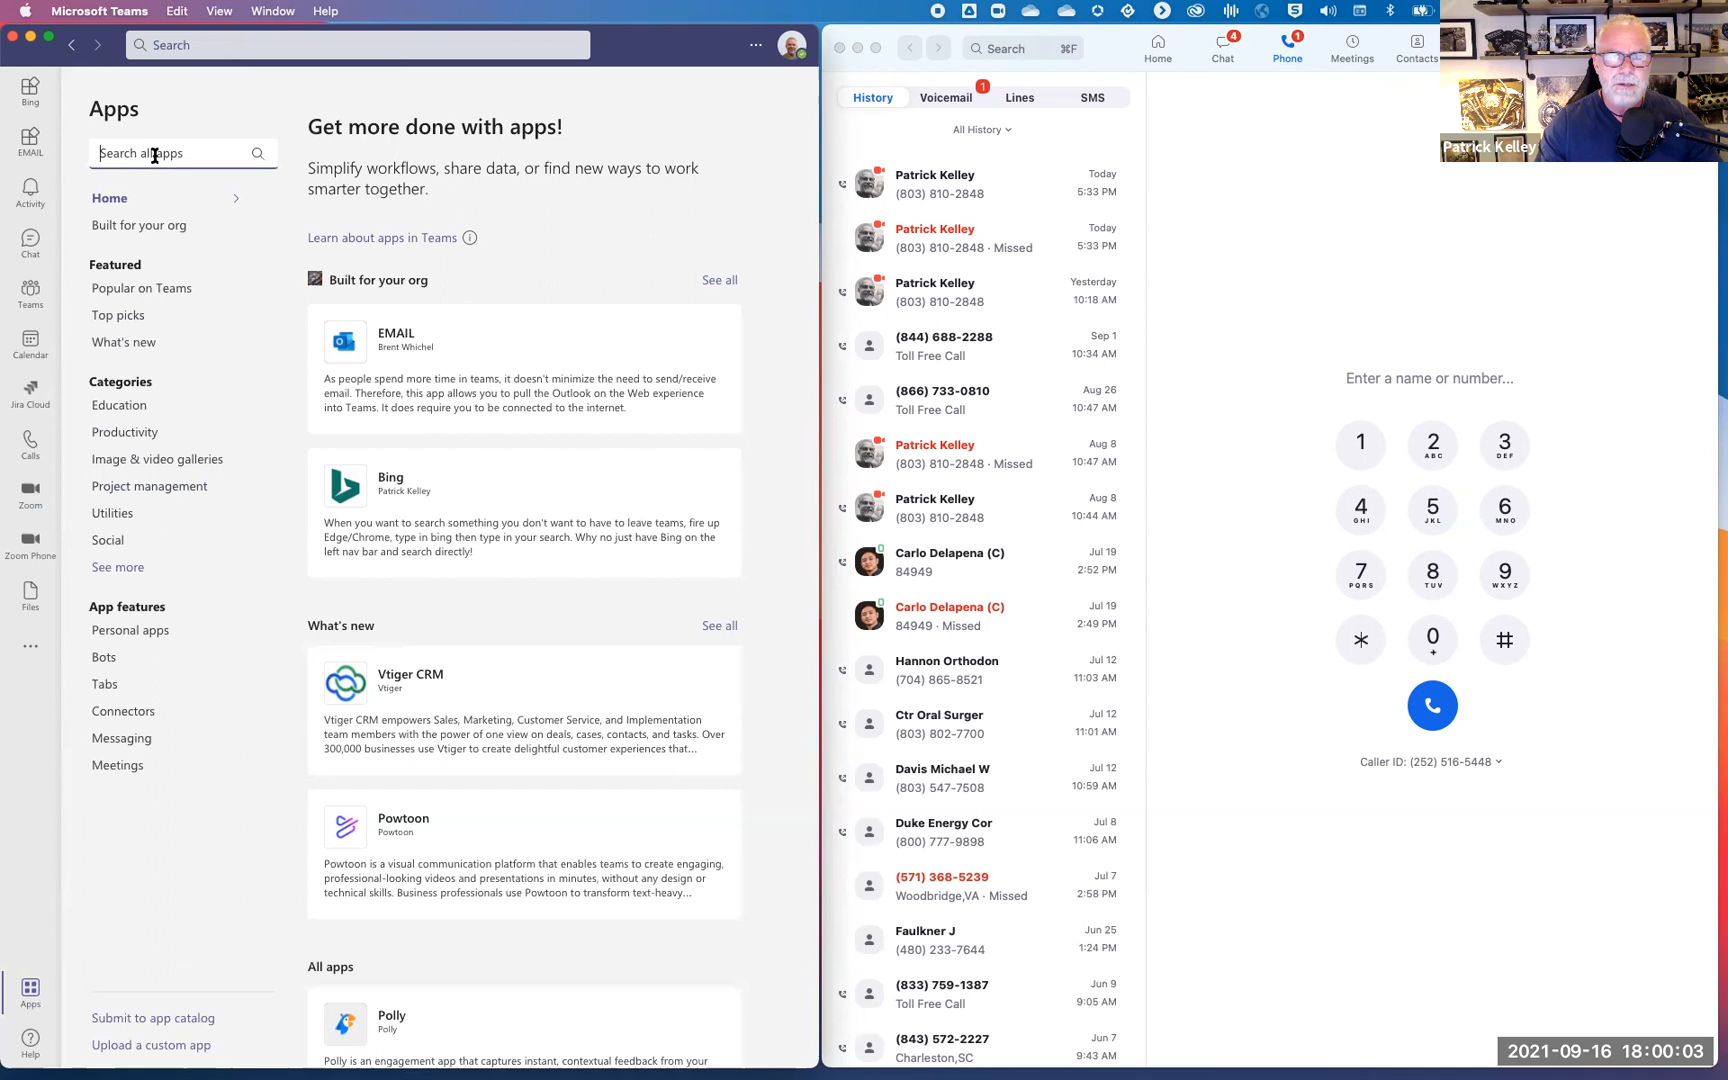 Microsoft Teams Edit View Window Help
Search
Bing
EMAIL
Activity
Chat
Teams
Calendar
Jira Cloud
Calls
Zoom
Zoom Phone
Files
Apps
Help
Apps
Search all apps
Home
Built for your org
Featured
Popular on Teams
Top picks
What's new
Categories
Education
Productivity
Image & video galleries
Project management
Utilities
Social
See more
App features
Personal apps
Bots
Tabs
Connectors
Messaging
Meetings
Submit to app catalog
Upload a custom app
Get more done with apps!
Simplify workflows, share data, or find new ways to work
smarter together.
Learn about apps in Teams
Built for your org See all
EMAIL
Brent Whichel
As people spend more time in teams, it doesn't minimize the need to send/receive
email. Therefore, this app allows you to pull the Outlook on the Web experience
into Teams. It does require you to be connected to the internet.
Bing
Patrick Kelley
When you want to search something you don't want to have to leave teams, fire up
Edge/Chrome, type in bing then type in your search. Why no just have Bing on the
left nav bar and search directly!
What's new See all
Vtiger CRM
Vtiger
Vtiger CRM empowers Sales, Marketing, Customer Service, and Implementation
team members with the power of one view on deals, cases, contacts, and tasks. Over
300,000 businesses use Vtiger to create delightful customer experiences that...
Powtoon
Powtoon
Powtoon is a visual communication platform that enables teams to create engaging,
professional-looking videos and presentations in minutes, without any design or
technical skills. Business professionals use Powtoon to transform text-heavy...
All apps
Polly
Polly
Polly is an engagement app that captures instant, contextual feedback from your
Search ⌘F
Home
4
Chat
1
Phone
Meetings
Contacts
Patrick Kelley
History Voicemail 1 Lines SMS
All History
Patrick Kelley Today
(803) 810-2848 5:33 PM
Patrick Kelley Today
(803) 810-2848 · Missed 5:33 PM
Patrick Kelley Yesterday
(803) 810-2848 10:18 AM
(844) 688-2288 Sep 1
Toll Free Call 10:34 AM
(866) 733-0810 Aug 26
Toll Free Call 10:47 AM
Patrick Kelley Aug 8
(803) 810-2848 · Missed 10:47 AM
Patrick Kelley Aug 8
(803) 810-2848 10:44 AM
Carlo Delapena (C) Jul 19
84949 2:52 PM
Carlo Delapena (C) Jul 19
84949 · Missed 2:49 PM
Hannon Orthodon Jul 12
(704) 865-8521 11:03 AM
Ctr Oral Surger Jul 12
(803) 802-7700 11:01 AM
Davis Michael W Jul 12
(803) 547-7508 10:59 AM
Duke Energy Cor Jul 8
(800) 777-9898 11:06 AM
(571) 368-5239 Jul 7
Woodbridge,VA · Missed 2:58 PM
Faulkner J Jun 25
(480) 233-7644 1:24 PM
(833) 759-1387 Jun 9
Toll Free Call 9:05 AM
(843) 572-2227 Jun 7
Charleston,SC 9:43 AM
Enter a name or number...
1 2 3
ABC DEF
4 5 6
GHI JKL MNO
7 8 9
PQRS TUV WXYZ
* 0 #
+
Caller ID: (252) 516-5448
2021-09-16 18:00:03